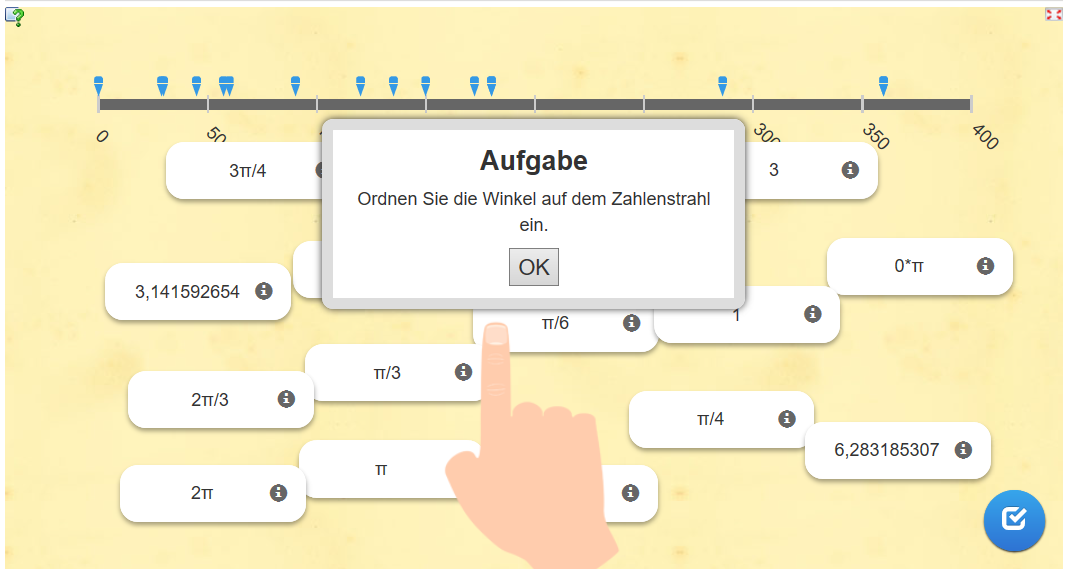 0
50
300
350
400
3π/4
3
Aufgabe
Ordnen Sie die Winkel auf dem Zahlenstrahl
ein.
OK
0*π
3,141592654
π/6
1
π/3
2π/3
π/4
6,283185307
π
2π